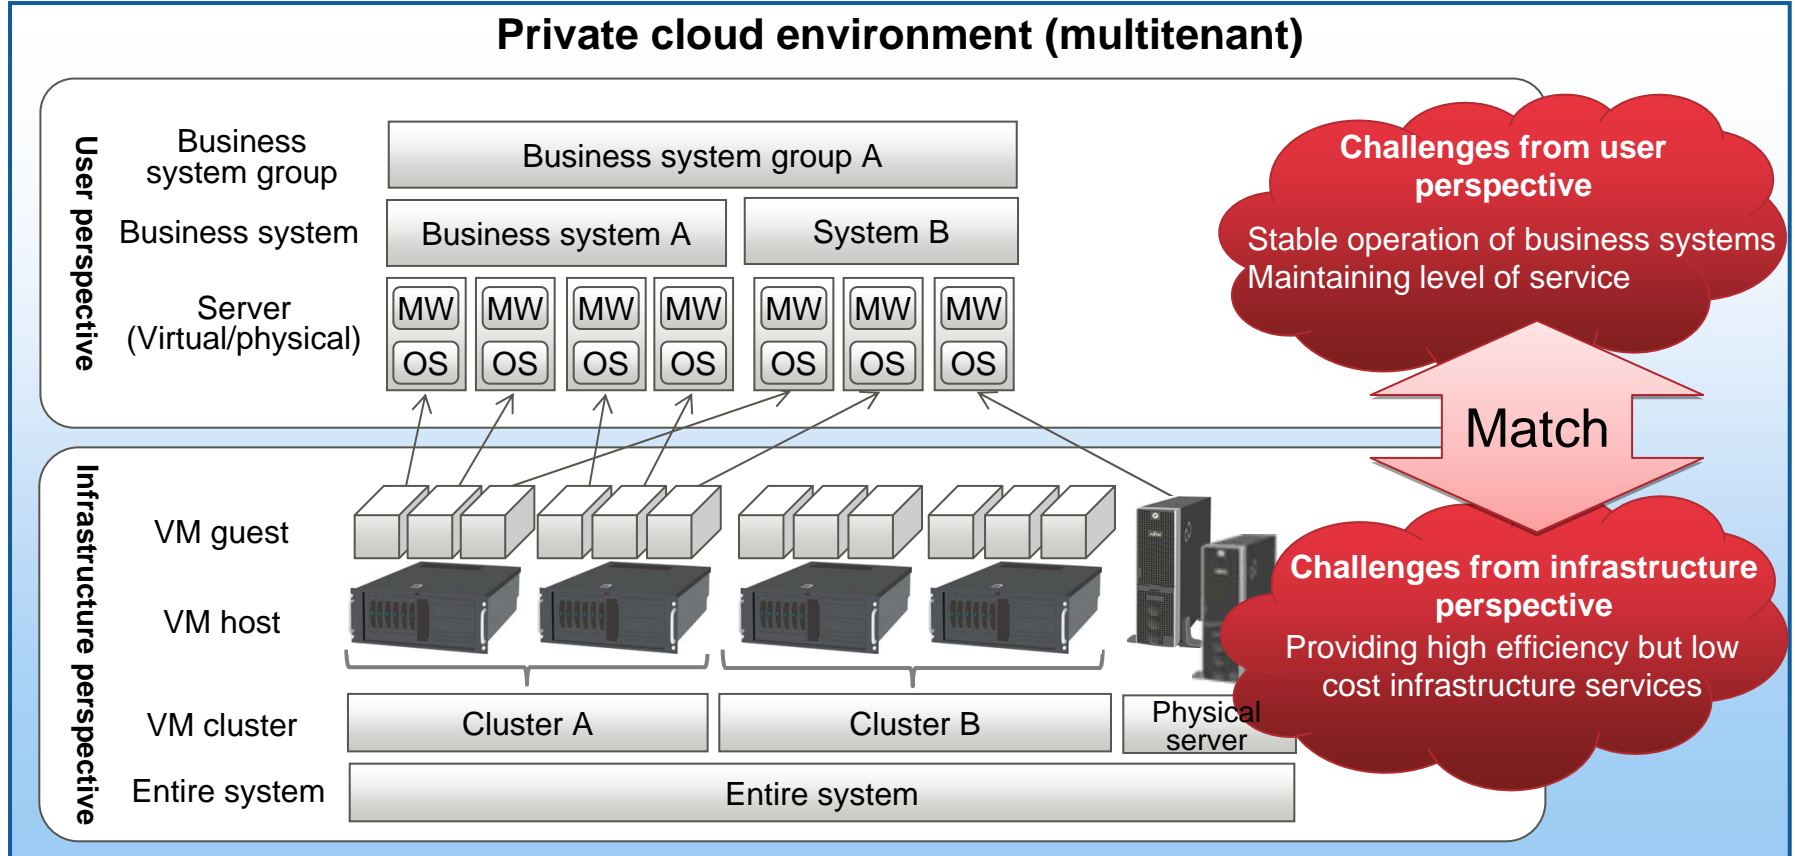 Private cloud environment (multitenant)
User perspective
Business
system group
Business system group A
Business system
Business system A
System B
Server
(Virtual/physical)
MW MW MW MW MW MW MW
OS OS OS OS OS OS OS
Challenges from user
perspective
Stable operation of business systems
Maintaining level of service
Match
Infrastructure perspective
VM guest
VM host
VM cluster
Cluster A
Cluster B
Physical
server
Entire system
Entire system
Challenges from infrastructure
perspective
Providing high efficiency but low
cost infrastructure services